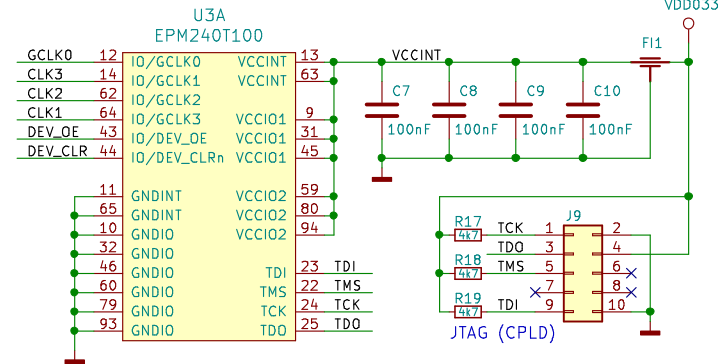 VDD033
U3A
EPM240T100
GCLK0 12 IO/GCLK0 VCCINT 13 VCCINT FI1
CLK3 14 IO/GCLK1 VCCINT 63
CLK2 62 IO/GCLK2 C7 C8 C9 C10
CLK1 64 IO/GCLK3 VCCIO1 9
DEV_OE 43 IO/DEV_OE VCCIO1 31 100nF 100nF 100nF 100nF
DEV_CLR 44 IO/DEV_CLRn VCCIO1 45
11 GNDINT VCCIO2 59
65 GNDINT VCCIO2 80
10 GNDIO VCCIO2 94
32 GNDIO
46 GNDIO TDI 23 TDI
60 GNDIO TMS 22 TMS
79 GNDIO TCK 24 TCK
93 GNDIO TDO 25 TDO
J9
R17 4k7 TCK 1 2
TDO 3 4
R18 4k7 TMS 5 6
7 8
R19 4k7 TDI 9 10
JTAG (CPLD)